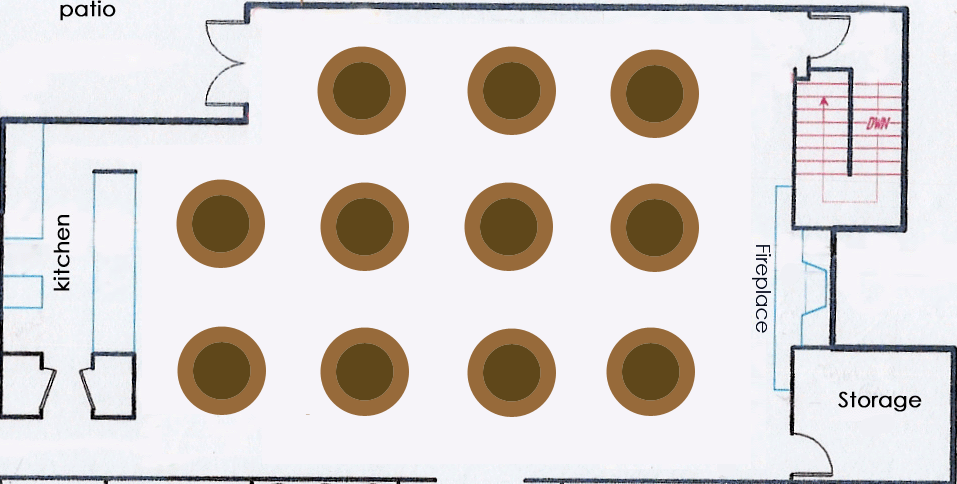 patio
DWN
kitchen
Fireplace
Storage